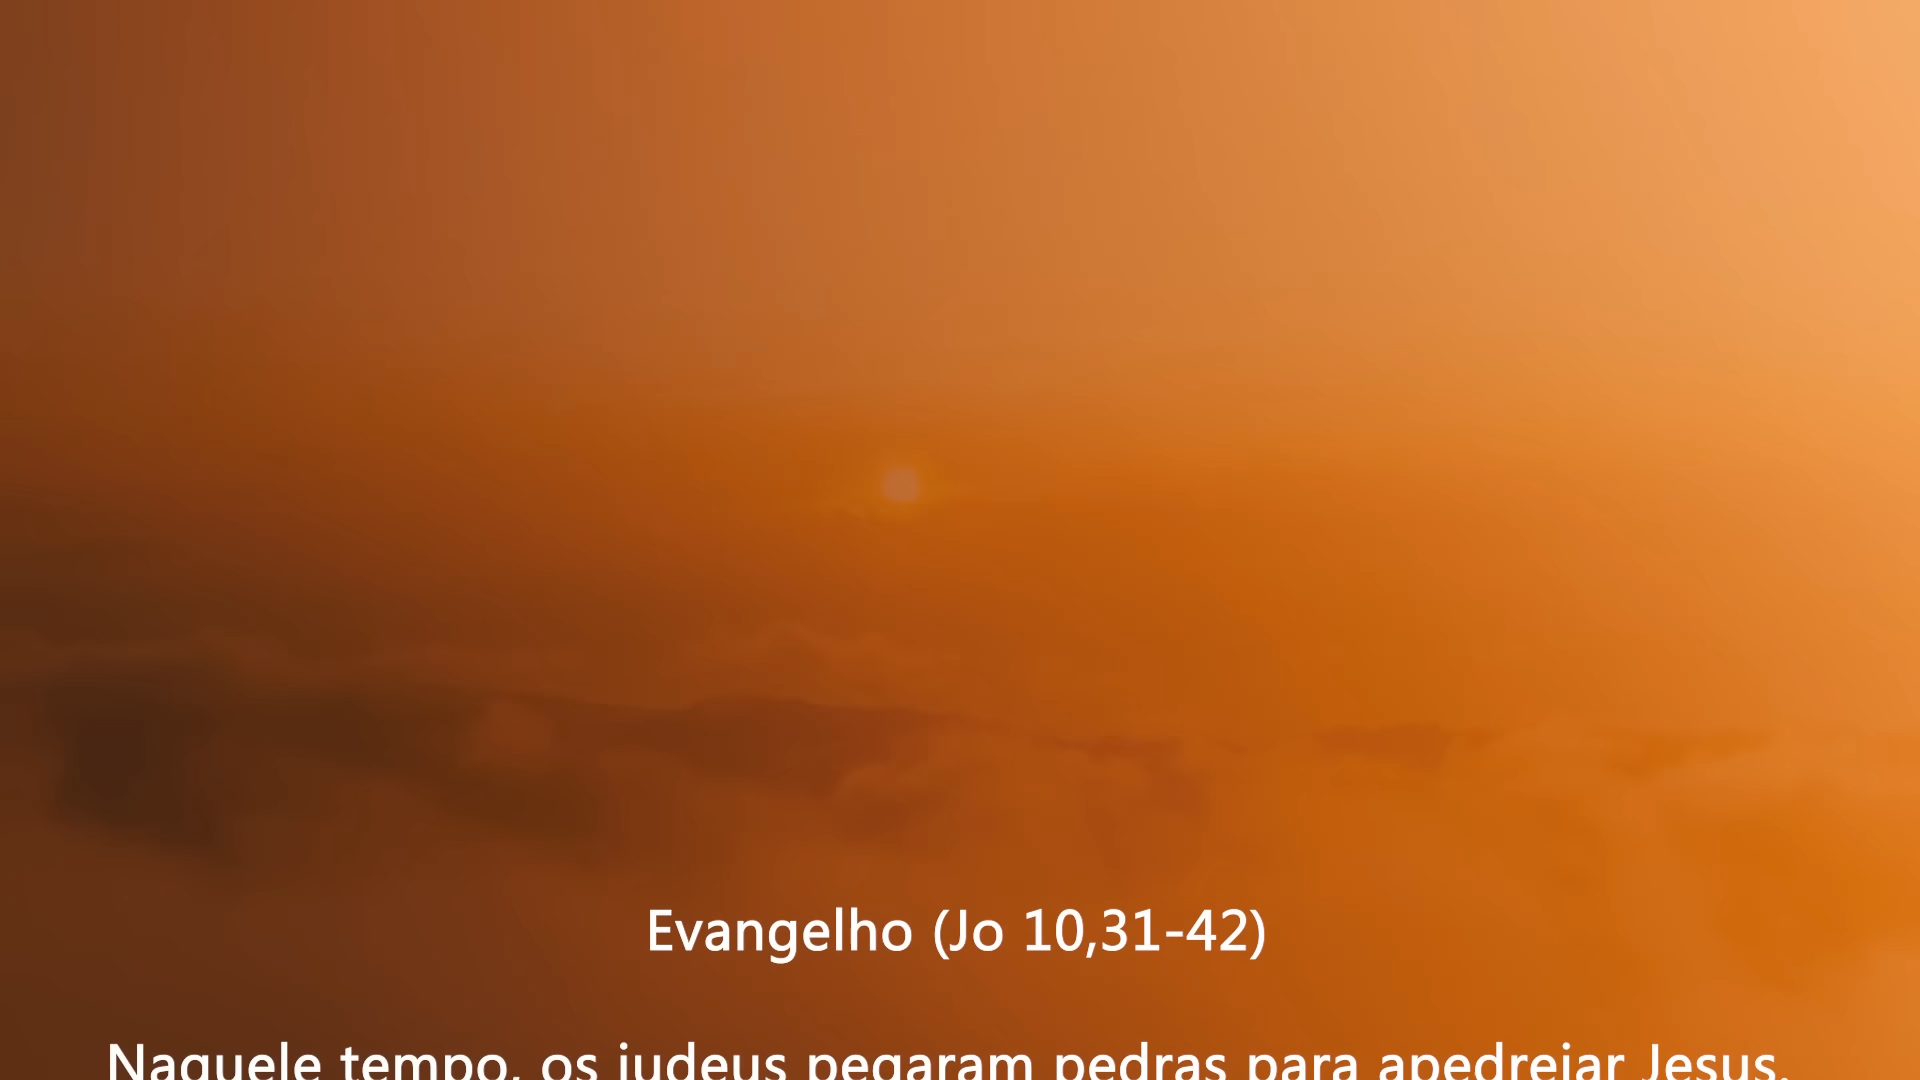 Evangelho (Jo 10,31-42)
Naquele tempo, os judeus pegaram pedras para apedrejar Jesus.